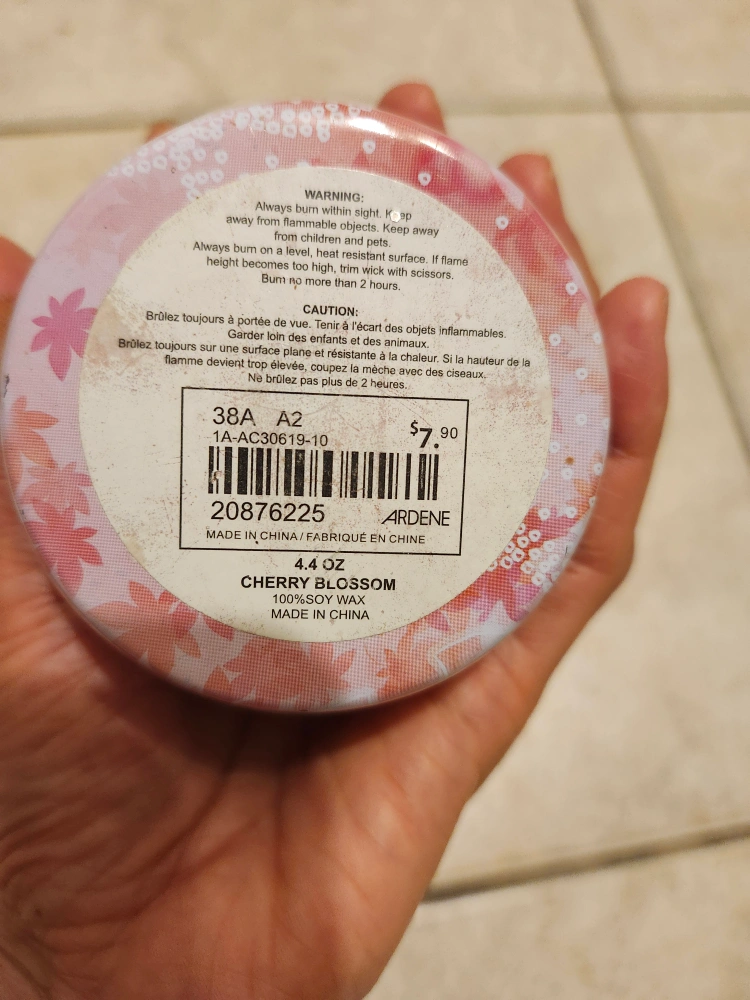 WARNING:
Always burn within sight. Keep
away from flammable objects. Keep away
from children and pets.
Always burn on a level, heat resistant surface. If flame
height becomes too high, trim wick with scissors.
Burn no more than 2 hours.
CAUTION:
Brûlez toujours à portée de vue. Tenir à l'écart des objets inflammables.
Garder loin des enfants et des animaux.
Brûlez toujours sur une surface plane et résistante à la chaleur. Si la hauteur de la
flamme devient trop élevée, coupez la mèche avec des ciseaux.
Ne brûlez pas plus de 2 heures.
38A A2 $7.90
1A-AC30619-10
20876225 ARDENE
MADE IN CHINA / FABRIQUÉ EN CHINE
4.4 OZ
CHERRY BLOSSOM
100%SOY WAX
MADE IN CHINA